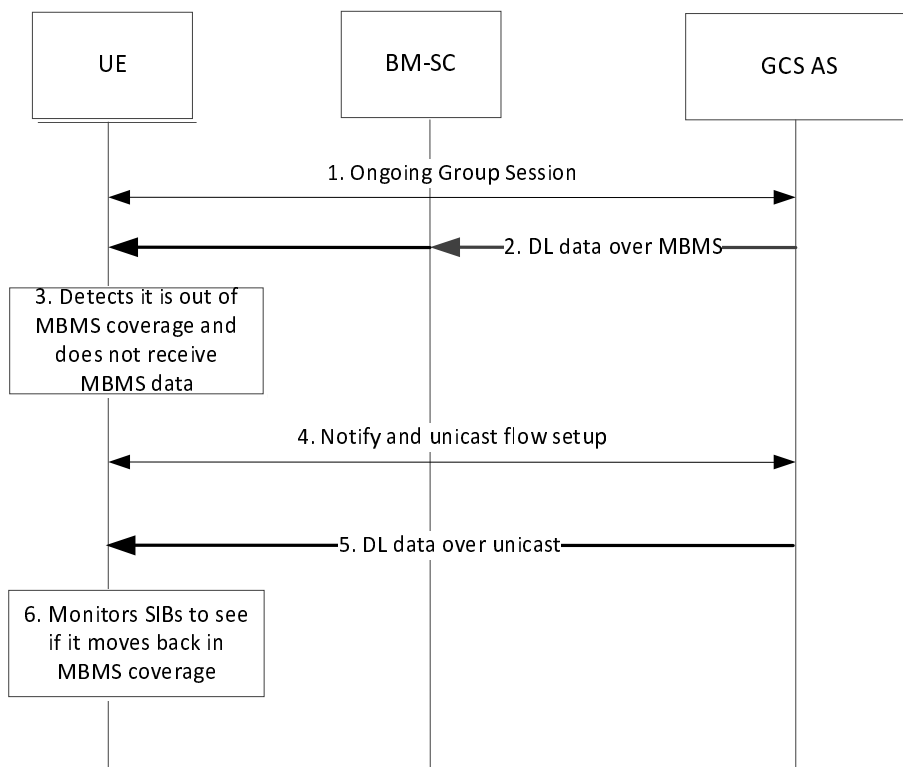 UE
BM-SC
GCS AS
1. Ongoing Group Session
2. DL data over MBMS
3. Detects it is out of
MBMS coverage and
does not receive
MBMS data
4. Notify and unicast flow setup
5. DL data over unicast
6. Monitors SIBs to see
if it moves back in
MBMS coverage